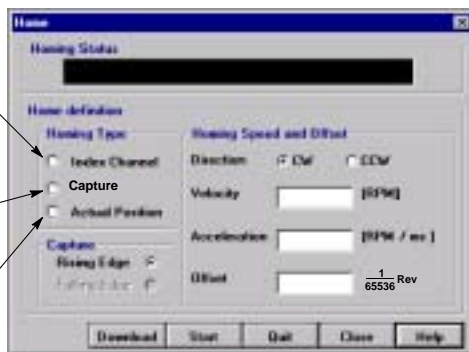 Home
Homing Status
Home definition
Homing Type
Index Channel
Capture
Actual Position
Capture
Rising Edge
Falling Edge
Homing Speed and Offset
Direction CW CCW
Velocity [RPM]
Acceleration [RPM / ms ]
Offset 1/65536 Rev
Download Start Quit Close Help